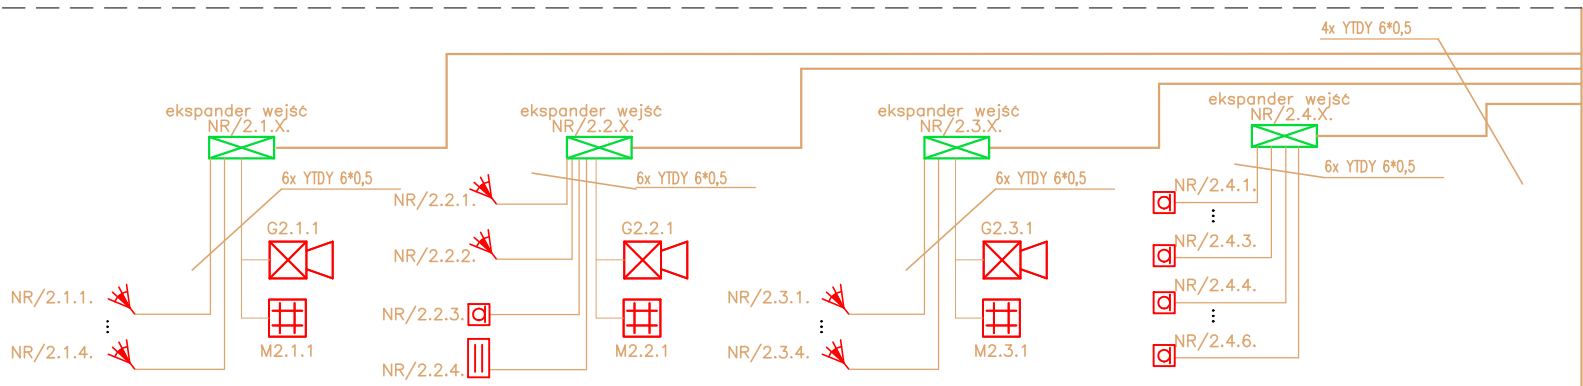 4x YTDY 6*0,5
ekspander wejść
NR/2.1.X.
6x YTDY 6*0,5
G2.1.1
NR/2.1.1.
NR/2.1.4.
M2.1.1
ekspander wejść
NR/2.2.X.
6x YTDY 6*0,5
NR/2.2.1.
G2.2.1
NR/2.2.2.
NR/2.2.3.
M2.2.1
NR/2.2.4.
ekspander wejść
NR/2.3.X.
6x YTDY 6*0,5
G2.3.1
NR/2.3.1.
NR/2.3.4.
M2.3.1
ekspander wejść
NR/2.4.X.
6x YTDY 6*0,5
NR/2.4.1.
NR/2.4.3.
NR/2.4.4.
NR/2.4.6.